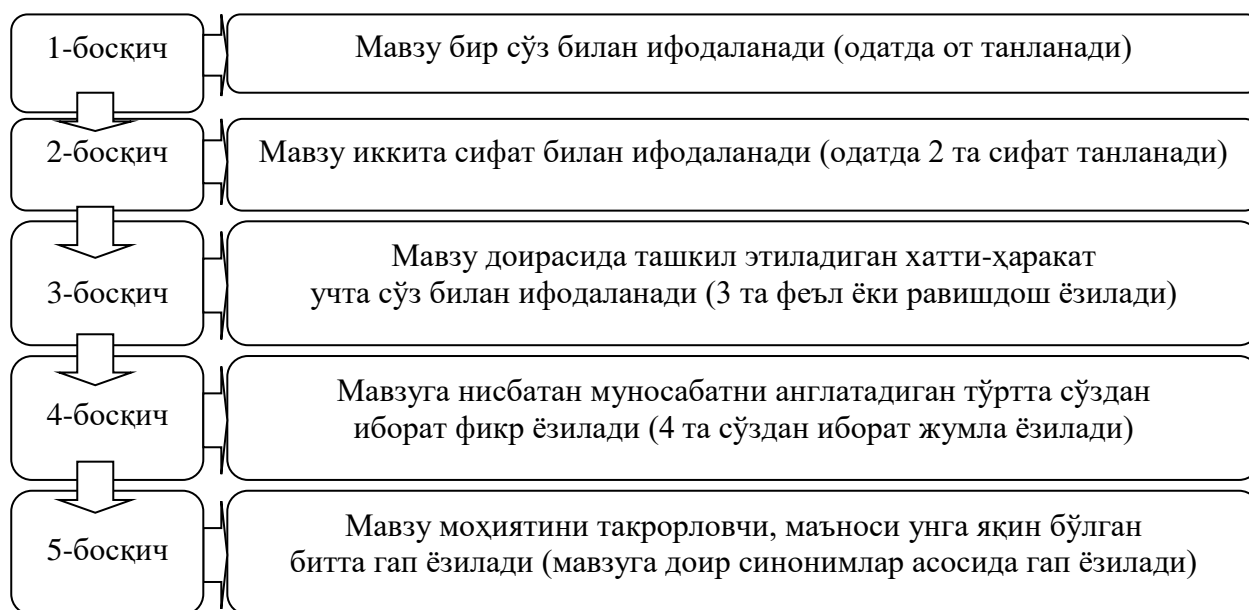 1-босқич
Мавзу бир сўз билан ифодаланади (одатда от танланади)
2-босқич
Мавзу иккита сифат билан ифодаланади (одатда 2 та сифат танланади)
3-босқич
Мавзу доирасида ташкил этиладиган хатти-ҳаракат
учта сўз билан ифодаланади (3 та феъл ёки равишдош ёзилади)
4-босқич
Мавзуга нисбатан муносабатни англатадиган тўртта сўздан
иборат фикр ёзилади (4 та сўздан иборат жумла ёзилади)
5-босқич
Мавзу моҳиятини такрорловчи, маъноси унга яқин бўлган
битта гап ёзилади (мавзуга доир синонимлар асосида гап ёзилади)